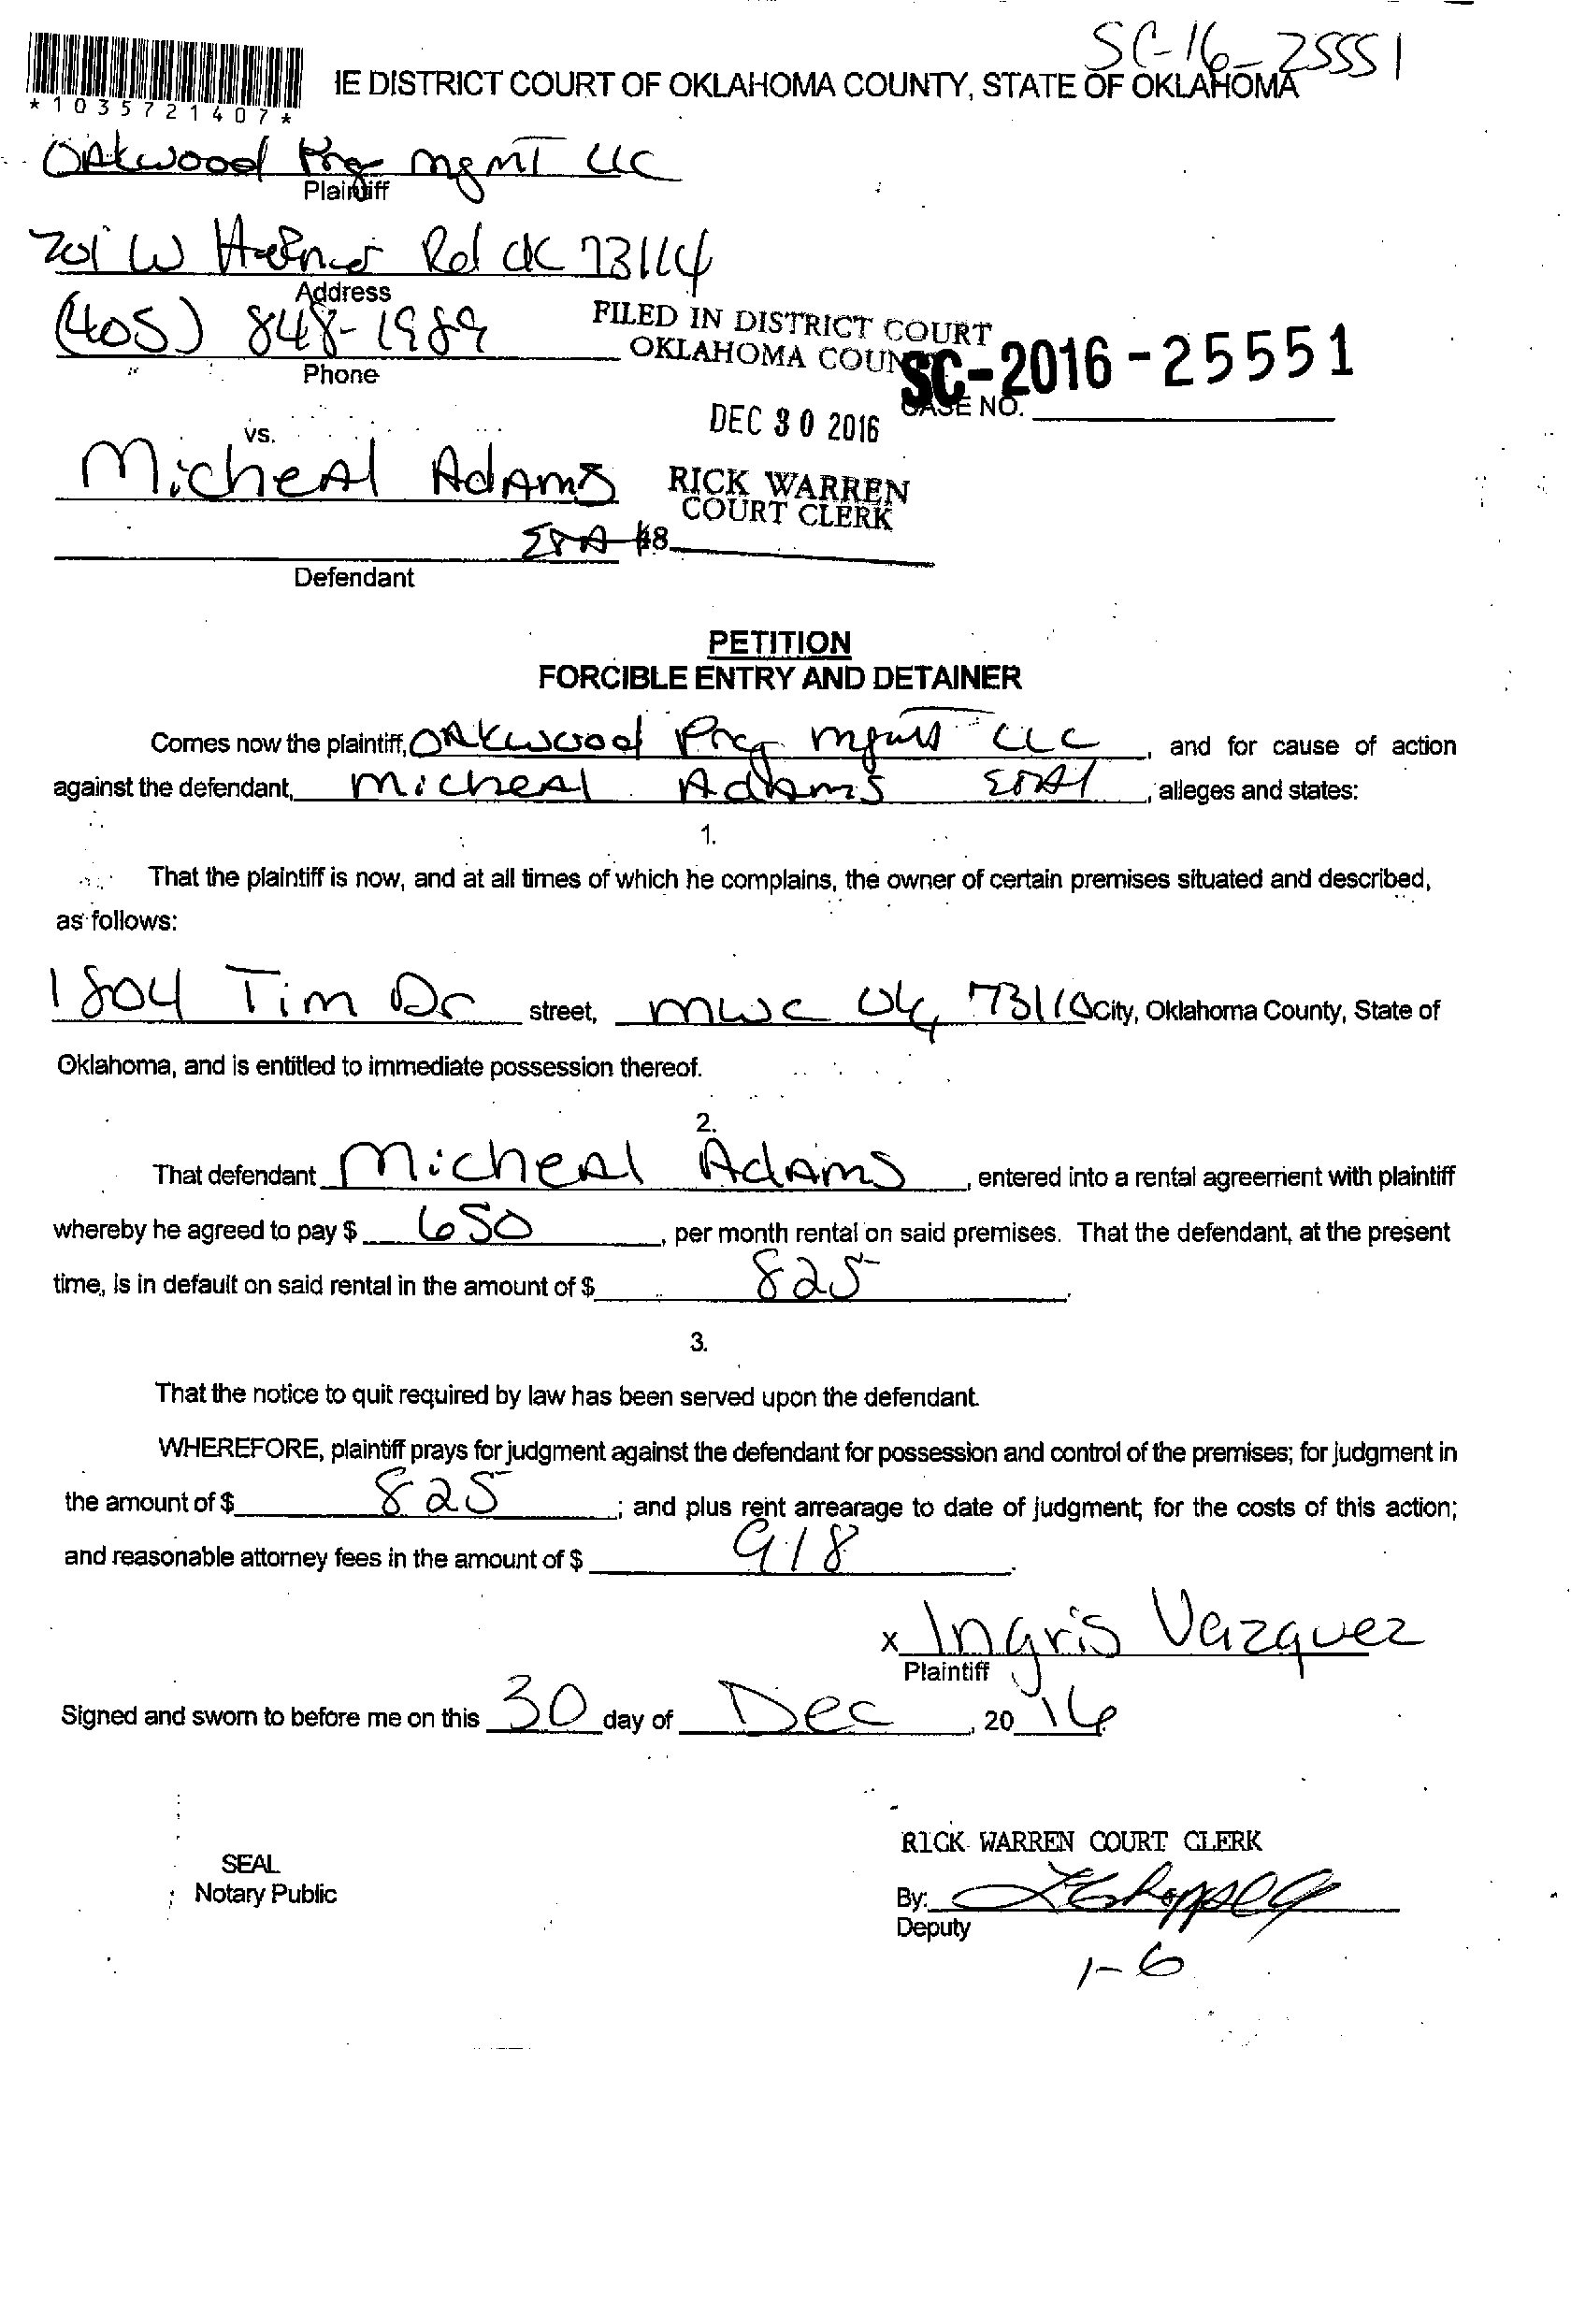 SC-16-25551
IE DISTRICT COURT OF OKLAHOMA COUNTY, STATE OF OKLAHOMA
*1035721407*
OAkwood mgmT LLC
Plaintiff
201 W Hefner Rd OK 73114
Address
(405) 848-1989
Phone
FILED IN DISTRICT COURT
OKLAHOMA COUN
SC-2016-25551
CASE NO.
DEC 30 2016
vs.
MicheAl AdAms
RICK WARREN
COURT CLERK
48
Defendant
PETITION
FORCIBLE ENTRY AND DETAINER
Comes now the plaintiff, OAkwood mgmt LLC, and for cause of action
against the defendant, MicheAl AdAms, alleges and states:
1.
That the plaintiff is now, and at all times of which he complains, the owner of certain premises situated and described,
as follows:
1804 Tim Dr street, mwc Ok, 73110 City, Oklahoma County, State of
Oklahoma, and is entitled to immediate possession thereof.
2.
That defendant MicheAl AdAms, entered into a rental agreement with plaintiff
whereby he agreed to pay $ 650, per month rental on said premises. That the defendant, at the present
time, is in default on said rental in the amount of $ 825.
3.
That the notice to quit required by law has been served upon the defendant.
WHEREFORE, plaintiff prays for judgment against the defendant for possession and control of the premises; for judgment in
the amount of $ 825; and plus rent arrearage to date of judgment; for the costs of this action;
and reasonable attorney fees in the amount of $ 918.
x Ingris Vazquez
Plaintiff
Signed and sworn to before me on this 30 day of Dec, 2016
RICK WARREN COURT CLERK
SEAL
Notary Public
By:
Deputy
1-6